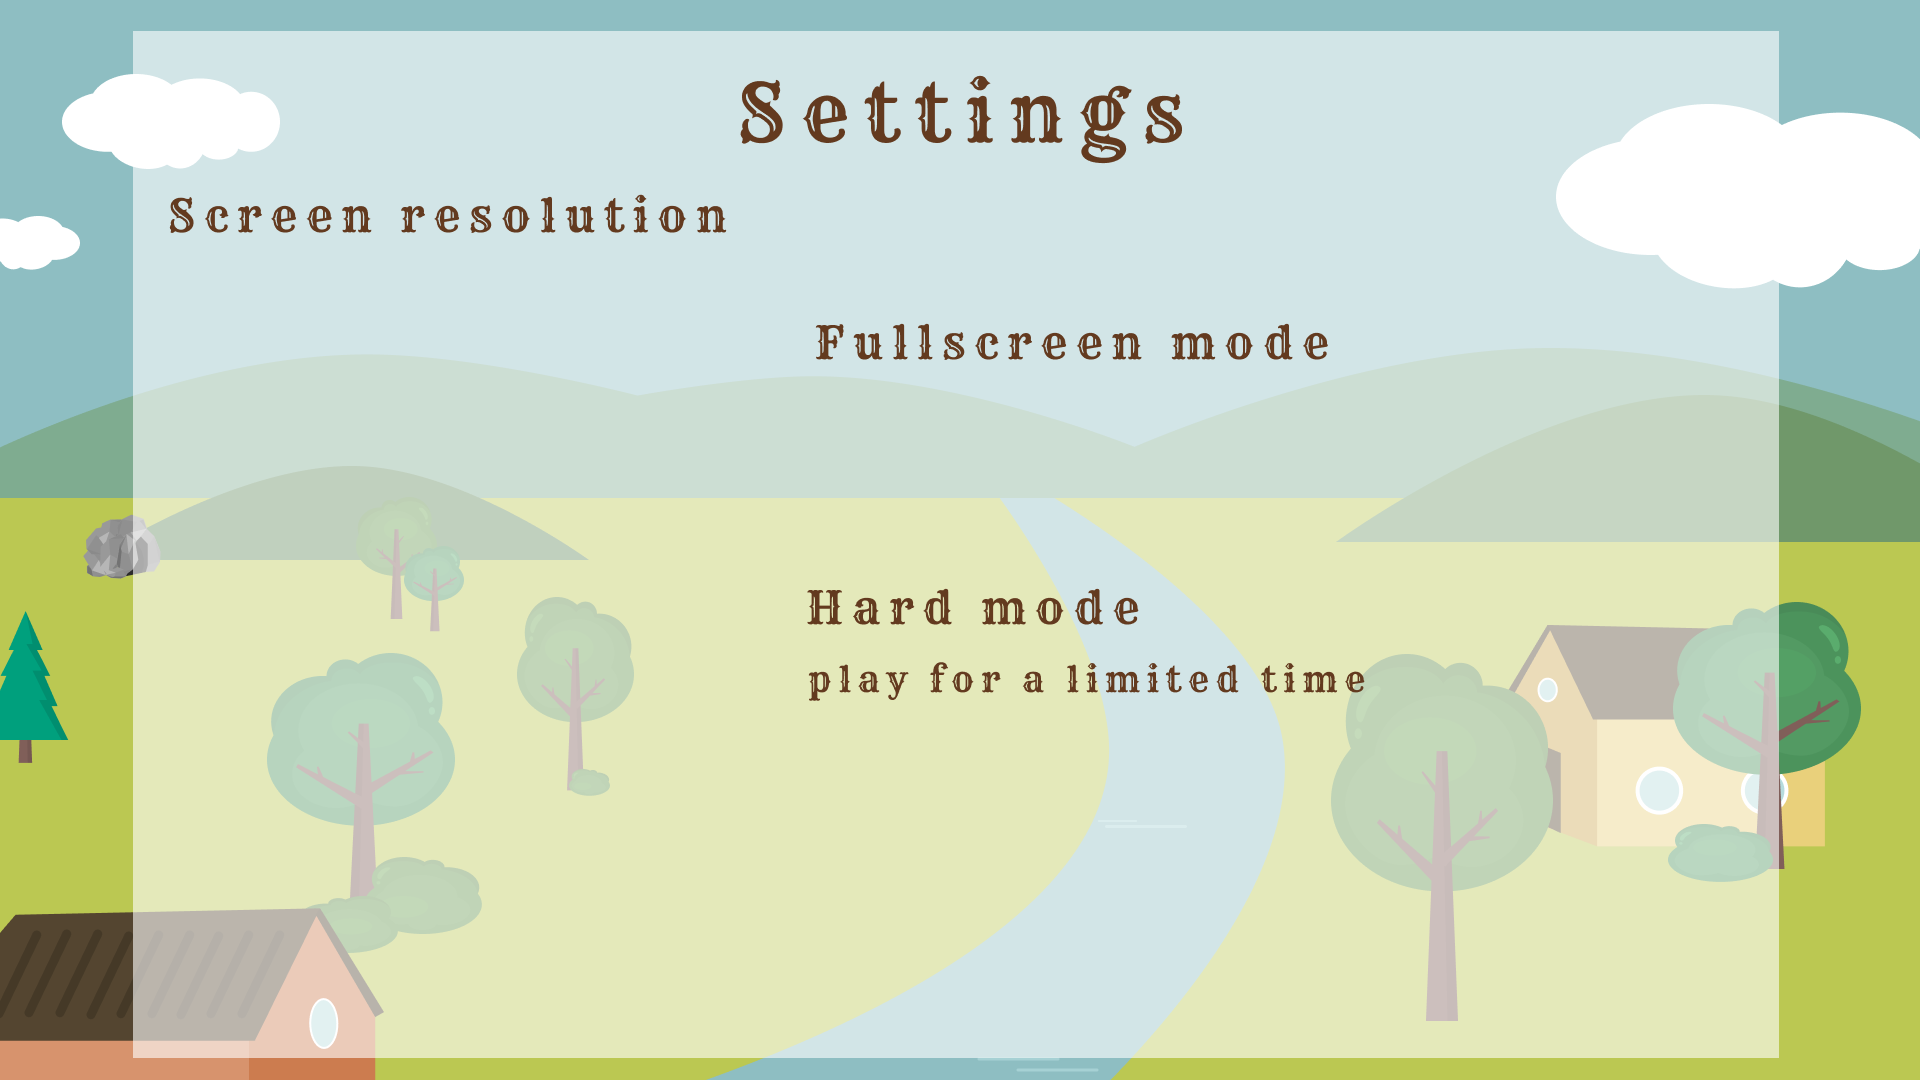 Settings
Screen resolution
Fullscreen mode
Hard mode
play for a limited time